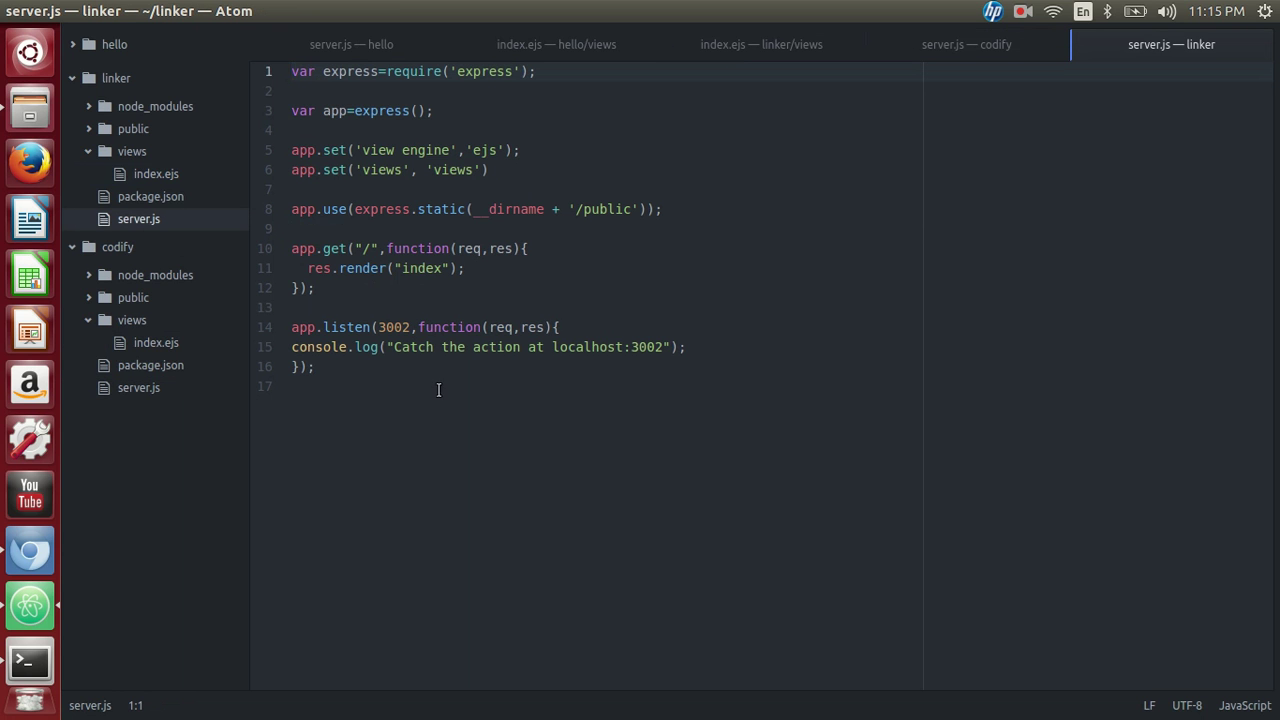 server.js — linker — ~/linker — Atom
hp
En
11:15 PM
hello
linker
node_modules
public
views
index.ejs
package.json
server.js
codify
node_modules
public
views
index.ejs
package.json
server.js
server.js — hello
index.ejs — hello/views
index.ejs — linker/views
server.js — codify
server.js — linker
1 var express=require('express');
2
3 var app=express();
4
5 app.set('view engine','ejs');
6 app.set('views', 'views')
7
8 app.use(express.static(__dirname + '/public'));
9
10 app.get("/",function(req,res){
11   res.render("index");
12 });
13
14 app.listen(3002,function(req,res){
15 console.log("Catch the action at localhost:3002");
16 });
17
a
You
Tube
>_
server.js 1:1
LF UTF-8 JavaScript